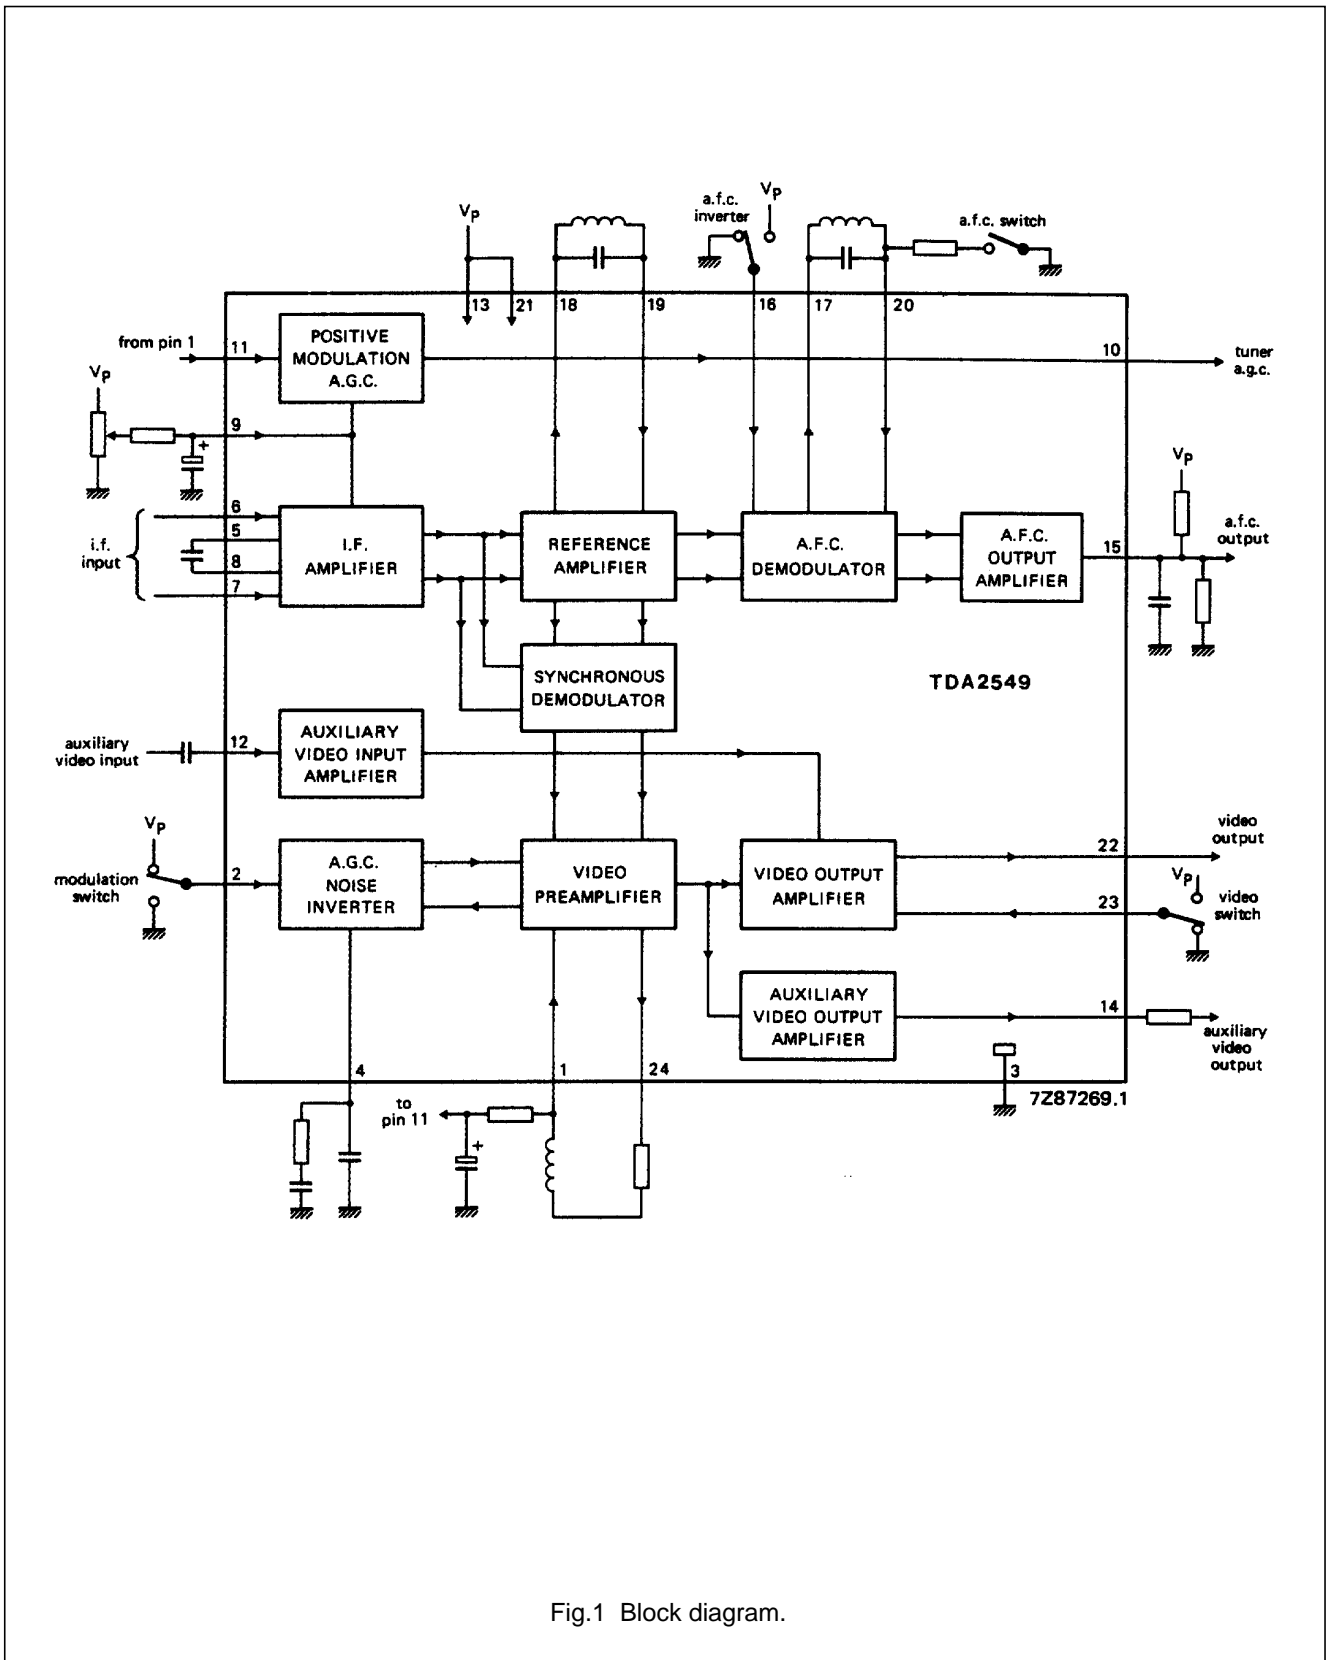 VP
a.f.c.
inverter
VP
a.f.c. switch
13
21
18
19
16
17
20
from pin 1
11
POSITIVE
MODULATION
A.G.C.
10
tuner
a.g.c.
VP
9
+
i.f.
input
6
5
8
7
I.F.
AMPLIFIER
REFERENCE
AMPLIFIER
A.F.C.
DEMODULATOR
A.F.C.
OUTPUT
AMPLIFIER
15
VP
a.f.c.
output
SYNCHRONOUS
DEMODULATOR
TDA2549
auxiliary
video input
12
AUXILIARY
VIDEO INPUT
AMPLIFIER
VP
modulation
switch
2
A.G.C.
NOISE
INVERTER
VIDEO
PREAMPLIFIER
VIDEO OUTPUT
AMPLIFIER
22
video
output
23
VP
video
switch
AUXILIARY
VIDEO OUTPUT
AMPLIFIER
14
auxiliary
video
output
4
1
24
3
7Z87269.1
to
pin 11
+
Fig.1 Block diagram.